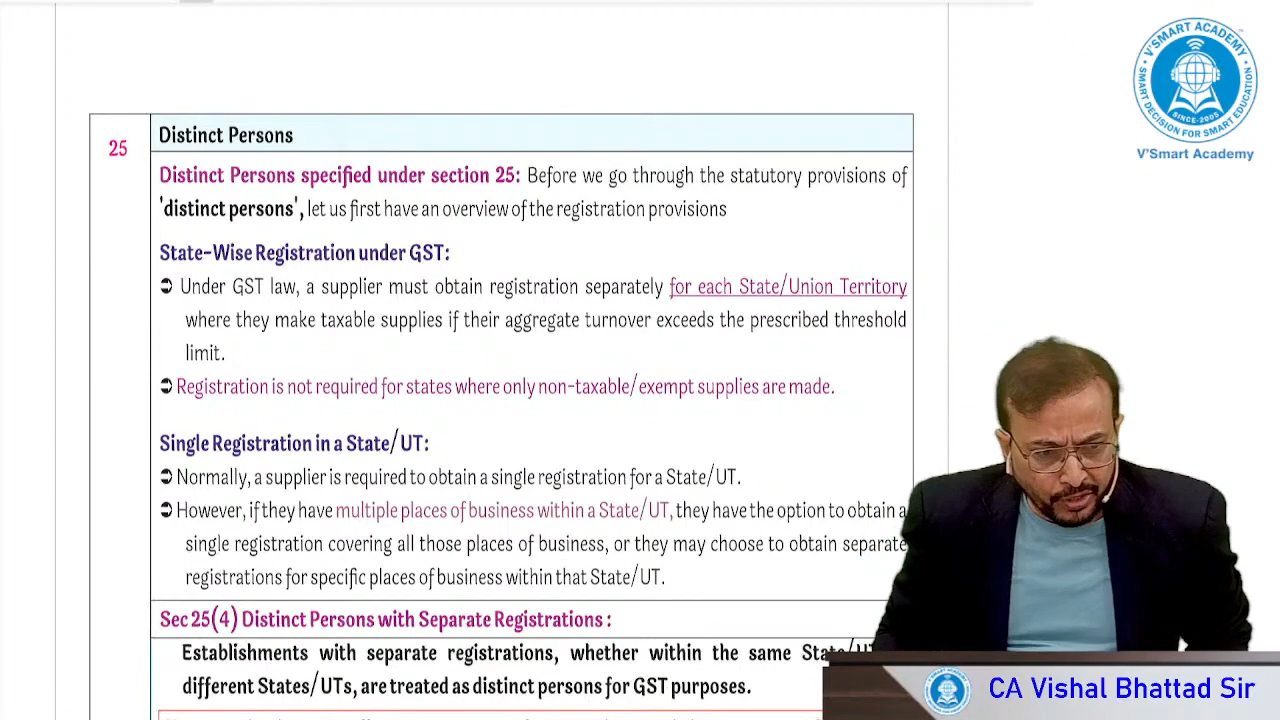 V'SMART ACADEMY
SMART DECISION FOR SMART EDUCATION
SINCE-2005
V'Smart Academy
25
Distinct Persons
Distinct Persons specified under section 25: Before we go through the statutory provisions of
'distinct persons', let us first have an overview of the registration provisions
State-Wise Registration under GST:
➲ Under GST law, a supplier must obtain registration separately for each State/Union Territory
where they make taxable supplies if their aggregate turnover exceeds the prescribed threshold
limit.
➲ Registration is not required for states where only non-taxable/exempt supplies are made.
Single Registration in a State/UT:
➲ Normally, a supplier is required to obtain a single registration for a State/UT.
➲ However, if they have multiple places of business within a State/UT, they have the option to obtain a
single registration covering all those places of business, or they may choose to obtain separate
registrations for specific places of business within that State/UT.
Sec 25(4) Distinct Persons with Separate Registrations :
Establishments with separate registrations, whether within the same
different States/UTs, are treated as distinct persons for GST purposes.
CA Vishal Bhattad Sir